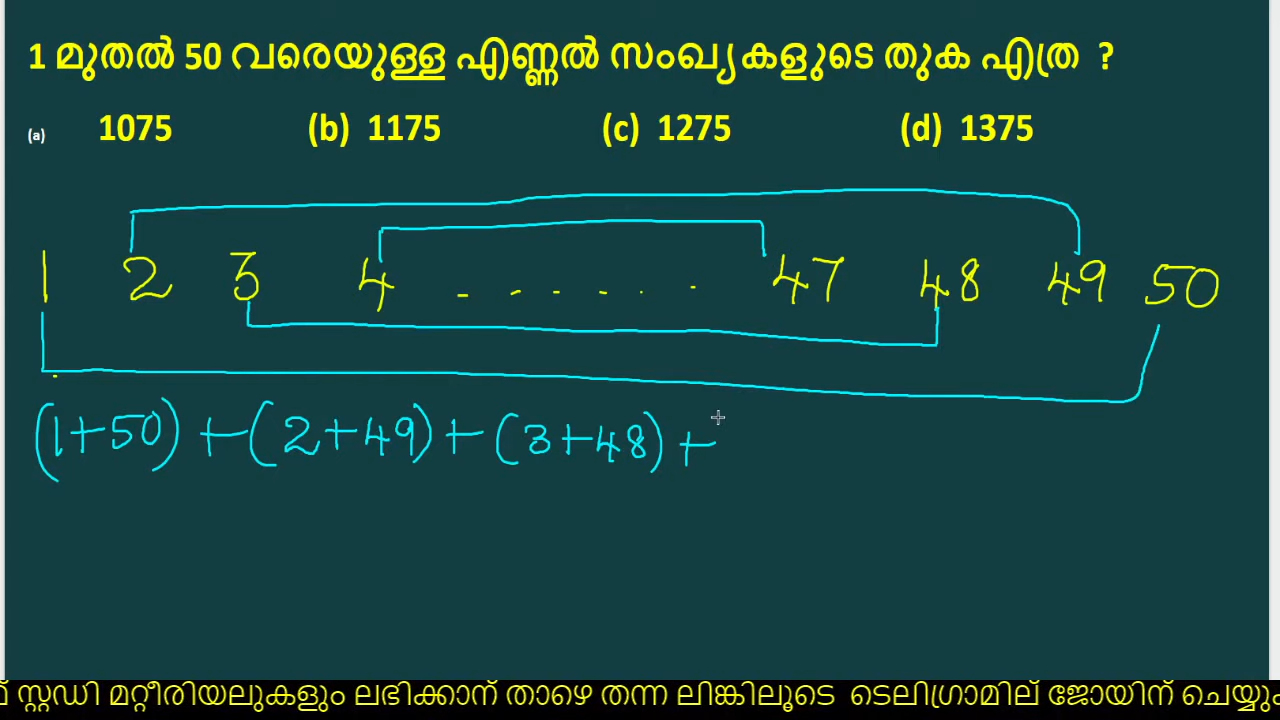 1 മുതൽ 50 വരെയുള്ള എണ്ണൽ സംഖ്യകളുടെ തുക എത്ര ?
(a) 1075 (b) 1175 (c) 1275 (d) 1375
1 2 3 4 - - - - . . 47 48 49 50
(1+50) + (2+49) + (3+48) +
സ്റ്റഡി മറ്റീരിയലുകളും ലഭിക്കാന് താഴെ തന്ന ലിങ്കിലൂടെ ടെലിഗ്രാമില് ജോയിന് ചെയ്യു